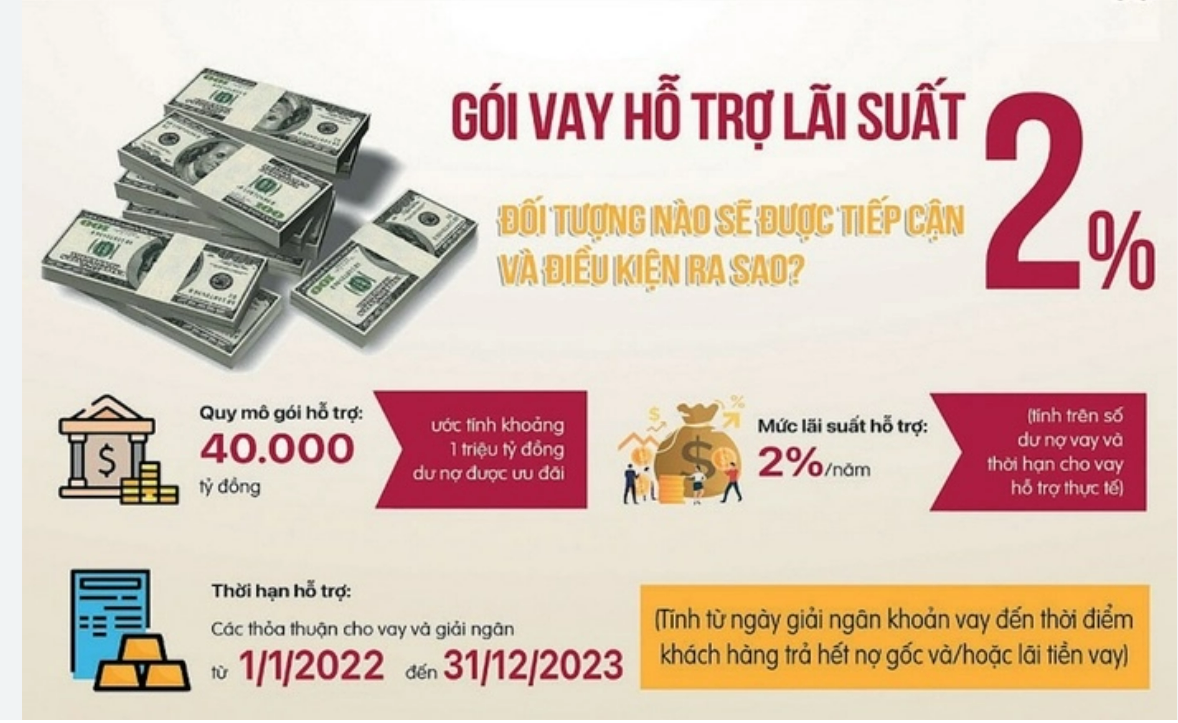 GÓI VAY HỖ TRỢ LÃI SUẤT
2%
ĐỐI TƯỢNG NÀO SẼ ĐƯỢC TIẾP CẬN
VÀ ĐIỀU KIỆN RA SAO?
Quy mô gói hỗ trợ:
40.000
tỷ đồng
ước tính khoảng
1 triệu tỷ đồng
dư nợ được ưu đãi
Mức lãi suất hỗ trợ:
2%/năm
(tính trên số
dư nợ vay và
thời hạn cho vay
hỗ trợ thực tế)
Thời hạn hỗ trợ:
Các thỏa thuận cho vay và giải ngân
từ 1/1/2022 đến 31/12/2023
(Tính từ ngày giải ngân khoản vay đến thời điểm
khách hàng trả hết nợ gốc và/hoặc lãi tiền vay)